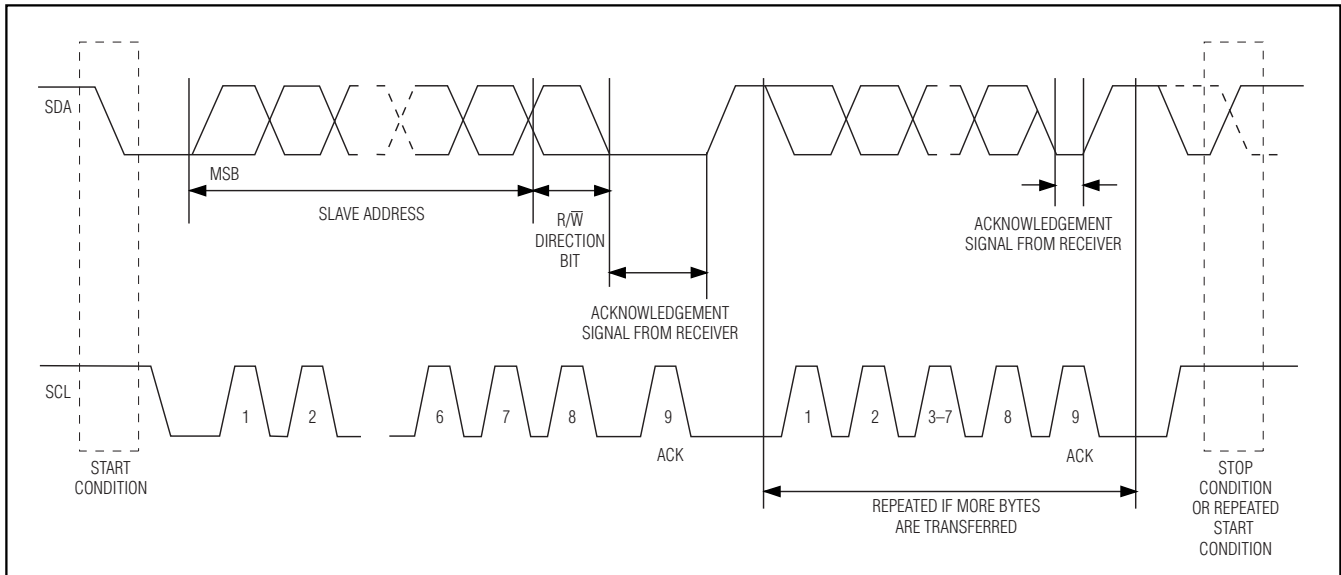 SDA
MSB
SLAVE ADDRESS
R/W̅
DIRECTION
BIT
ACKNOWLEDGEMENT
SIGNAL FROM RECEIVER
ACKNOWLEDGEMENT
SIGNAL FROM RECEIVER
SCL
1 2 6 7 8 9 1 2 3–7 8 9
ACK ACK
START
CONDITION
REPEATED IF MORE BYTES
ARE TRANSFERRED
STOP
CONDITION
OR REPEATED
START
CONDITION